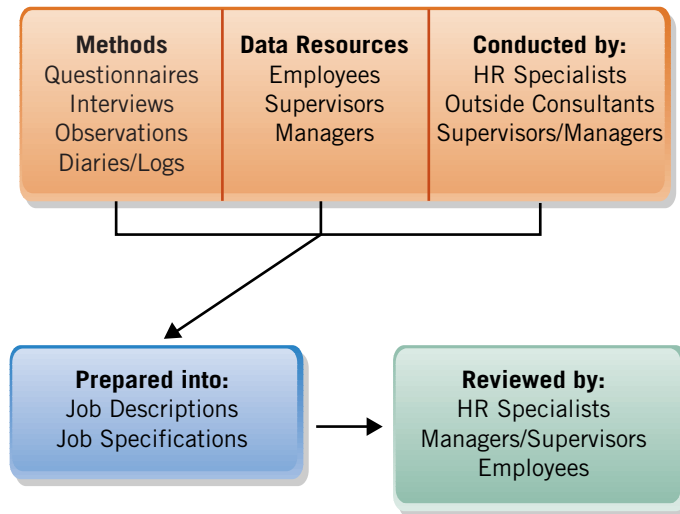 Methods
Questionnaires
Interviews
Observations
Diaries/Logs
Data Resources
Employees
Supervisors
Managers
Conducted by:
HR Specialists
Outside Consultants
Supervisors/Managers
Prepared into:
Job Descriptions
Job Specifications
Reviewed by:
HR Specialists
Managers/Supervisors
Employees